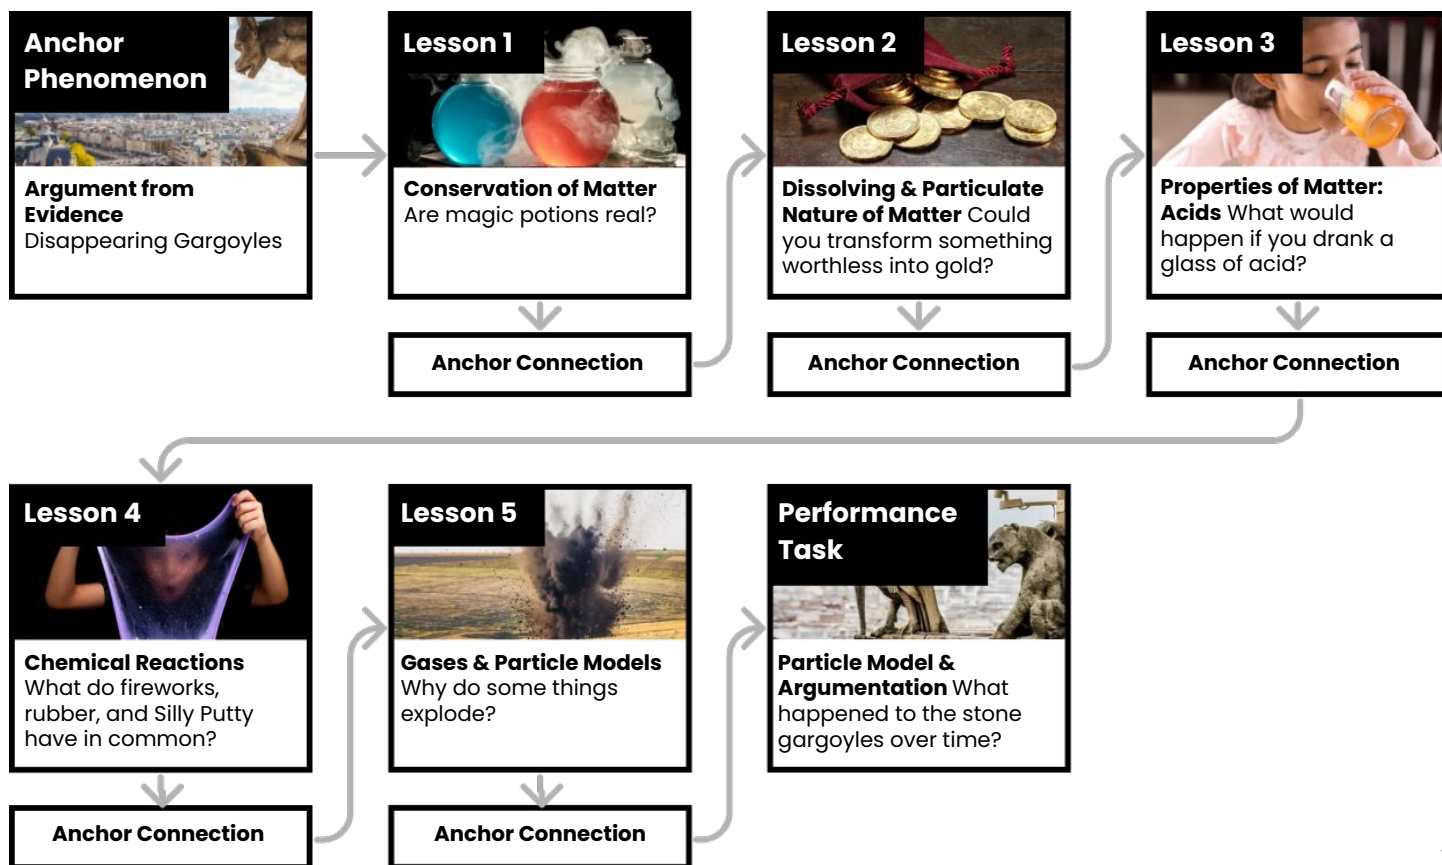 Anchor
Phenomenon
Argument from
Evidence
Disappearing Gargoyles
Lesson 1
Conservation of Matter
Are magic potions real?
Anchor Connection
Lesson 2
Dissolving & Particulate
Nature of Matter Could
you transform something
worthless into gold?
Anchor Connection
Lesson 3
Properties of Matter:
Acids What would
happen if you drank a
glass of acid?
Anchor Connection
Lesson 4
Chemical Reactions
What do fireworks,
rubber, and Silly Putty
have in common?
Anchor Connection
Lesson 5
Gases & Particle Models
Why do some things
explode?
Anchor Connection
Performance
Task
Particle Model &
Argumentation What
happened to the stone
gargoyles over time?